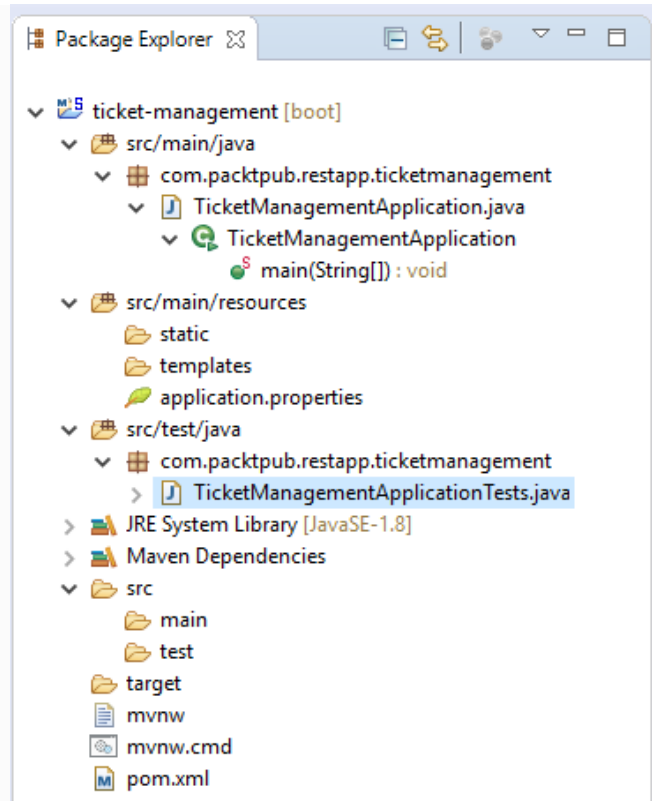 Package Explorer
ticket-management [boot]
src/main/java
com.packtpub.restapp.ticketmanagement
TicketManagementApplication.java
TicketManagementApplication
main(String[]) : void
src/main/resources
static
templates
application.properties
src/test/java
com.packtpub.restapp.ticketmanagement
TicketManagementApplicationTests.java
JRE System Library [JavaSE-1.8]
Maven Dependencies
src
main
test
target
mvnw
mvnw.cmd
pom.xml